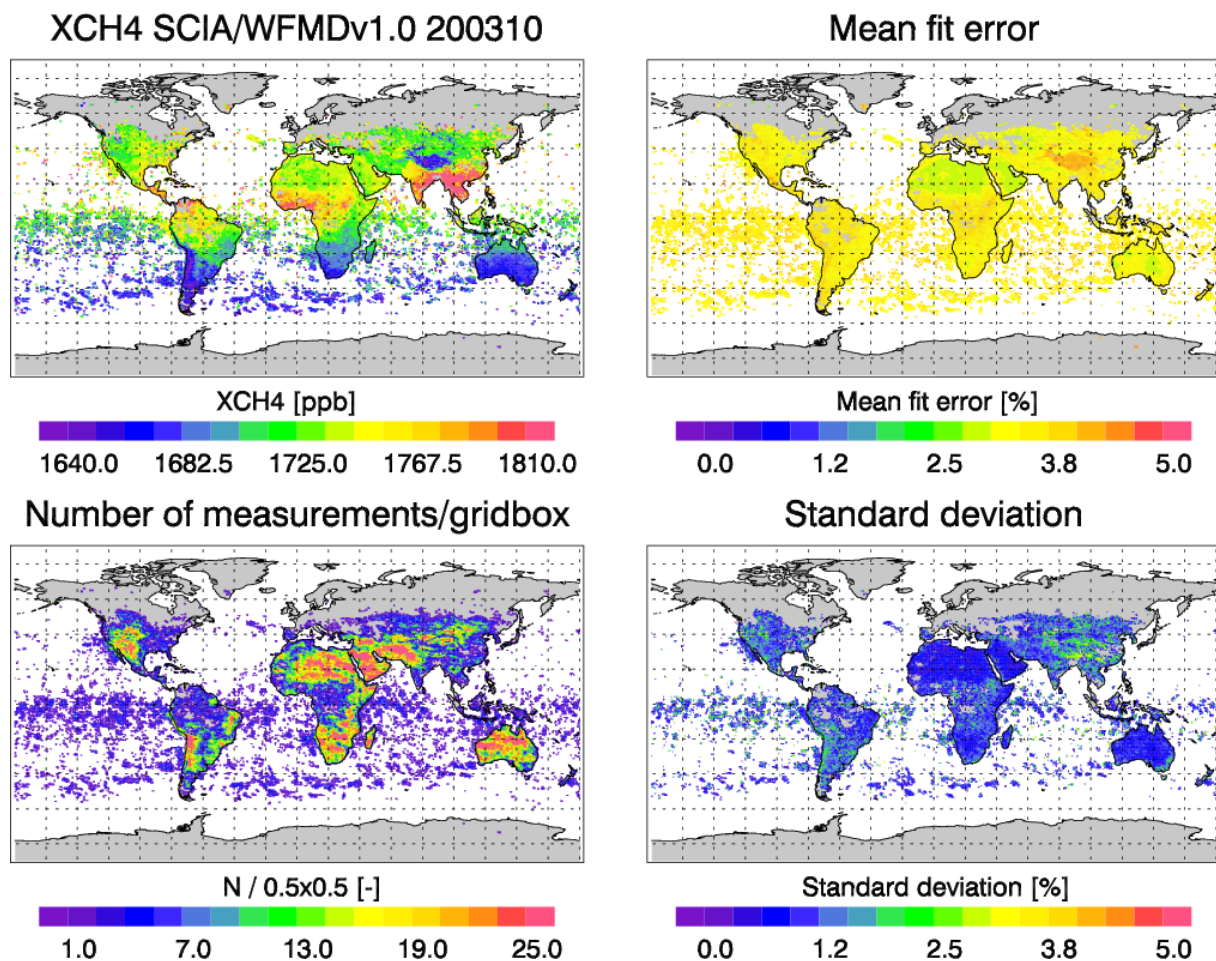 XCH4 SCIA/WFMDv1.0 200310
Mean fit error
XCH4 [ppb]
1640.0 1682.5 1725.0 1767.5 1810.0
Mean fit error [%]
0.0 1.2 2.5 3.8 5.0
Number of measurements/gridbox
Standard deviation
N / 0.5x0.5 [-]
1.0 7.0 13.0 19.0 25.0
Standard deviation [%]
0.0 1.2 2.5 3.8 5.0